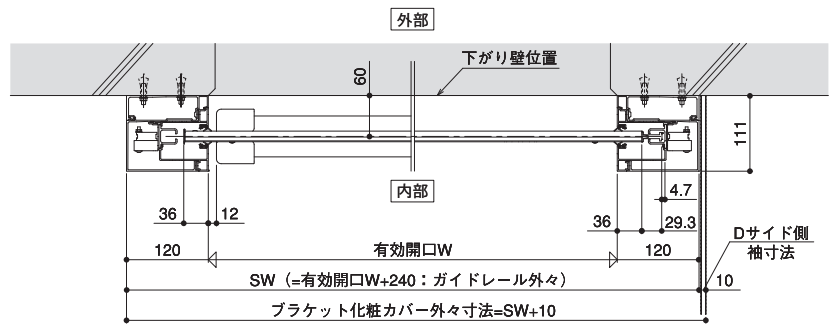 外部
下がり壁位置
60
111
内部
4.7
36
12
36
29.3
120
有効開口W
120
Dサイド側
袖寸法
SW（=有効開口W+240：ガイドレール外々）
10
ブラケット化粧カバー外々寸法=SW+10